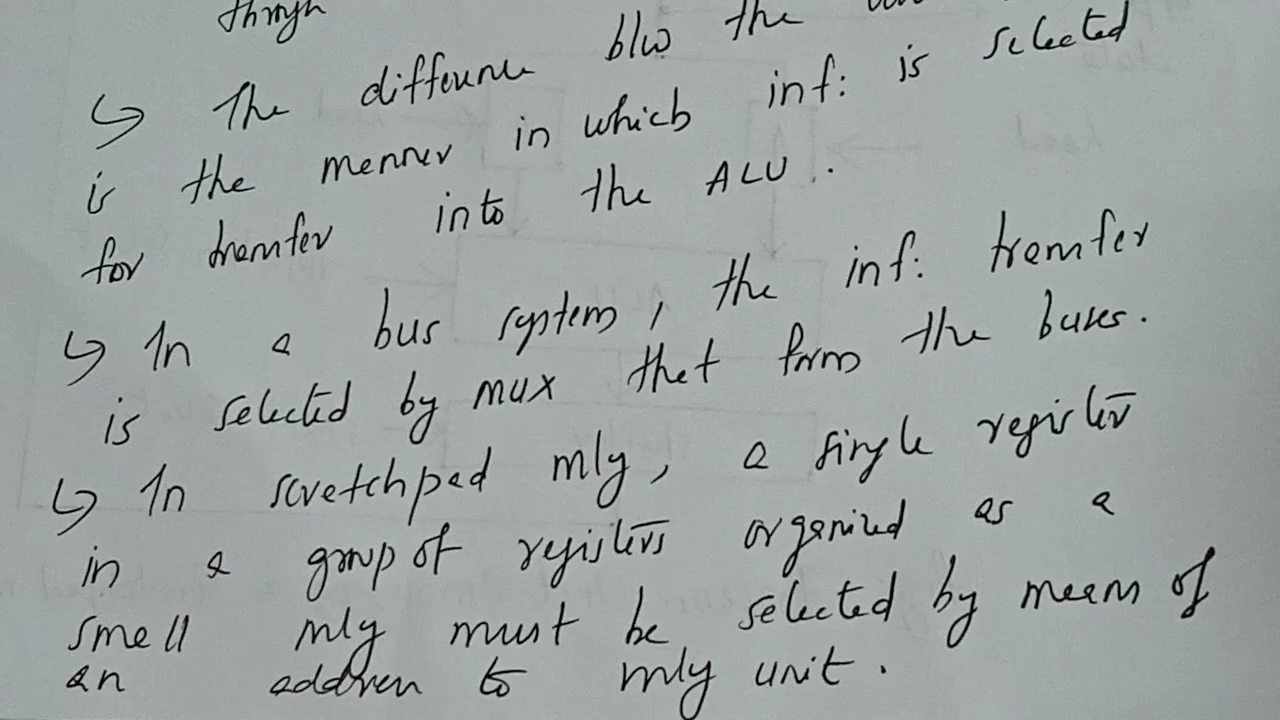 through
↳ The difference b/w the
is the manner in which inf: is selected
for transfer into the ALU.
↳ In a bus system, the inf: transfer
is selected by mux that form the buses.
↳ In scretchpad mly, a single register
in a group of registers organized as a
small mly must be selected by means of
an address to mly unit.